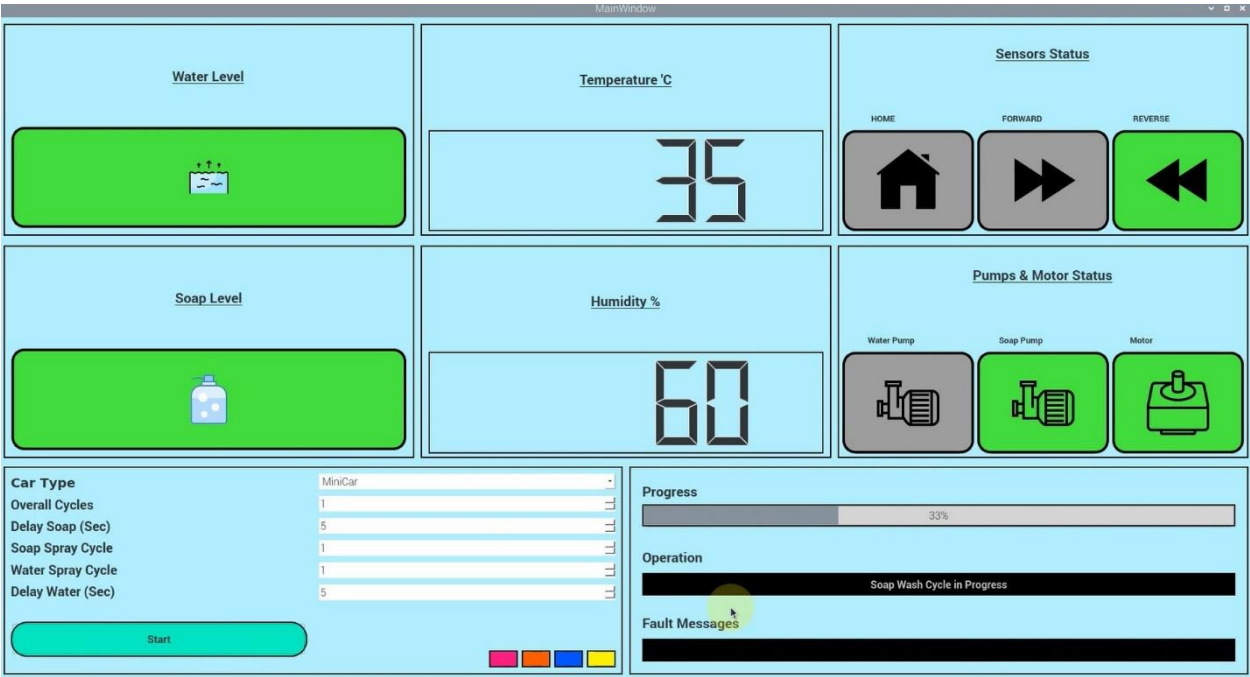 MainWindow
Water Level
Temperature 'C
35
Sensors Status
HOME
FORWARD
REVERSE
Soap Level
Humidity %
60
Pumps & Motor Status
Water Pump
Soap Pump
Motor
Car Type
MiniCar
Overall Cycles
1
Delay Soap (Sec)
5
Soap Spray Cycle
1
Water Spray Cycle
1
Delay Water (Sec)
5
Start
Progress
33%
Operation
Soap Wash Cycle in Progress
Fault Messages